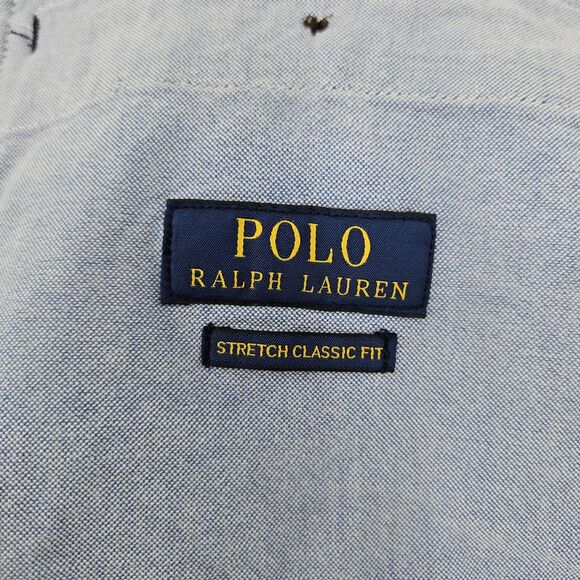 POLO
RALPH LAUREN
STRETCH CLASSIC FIT